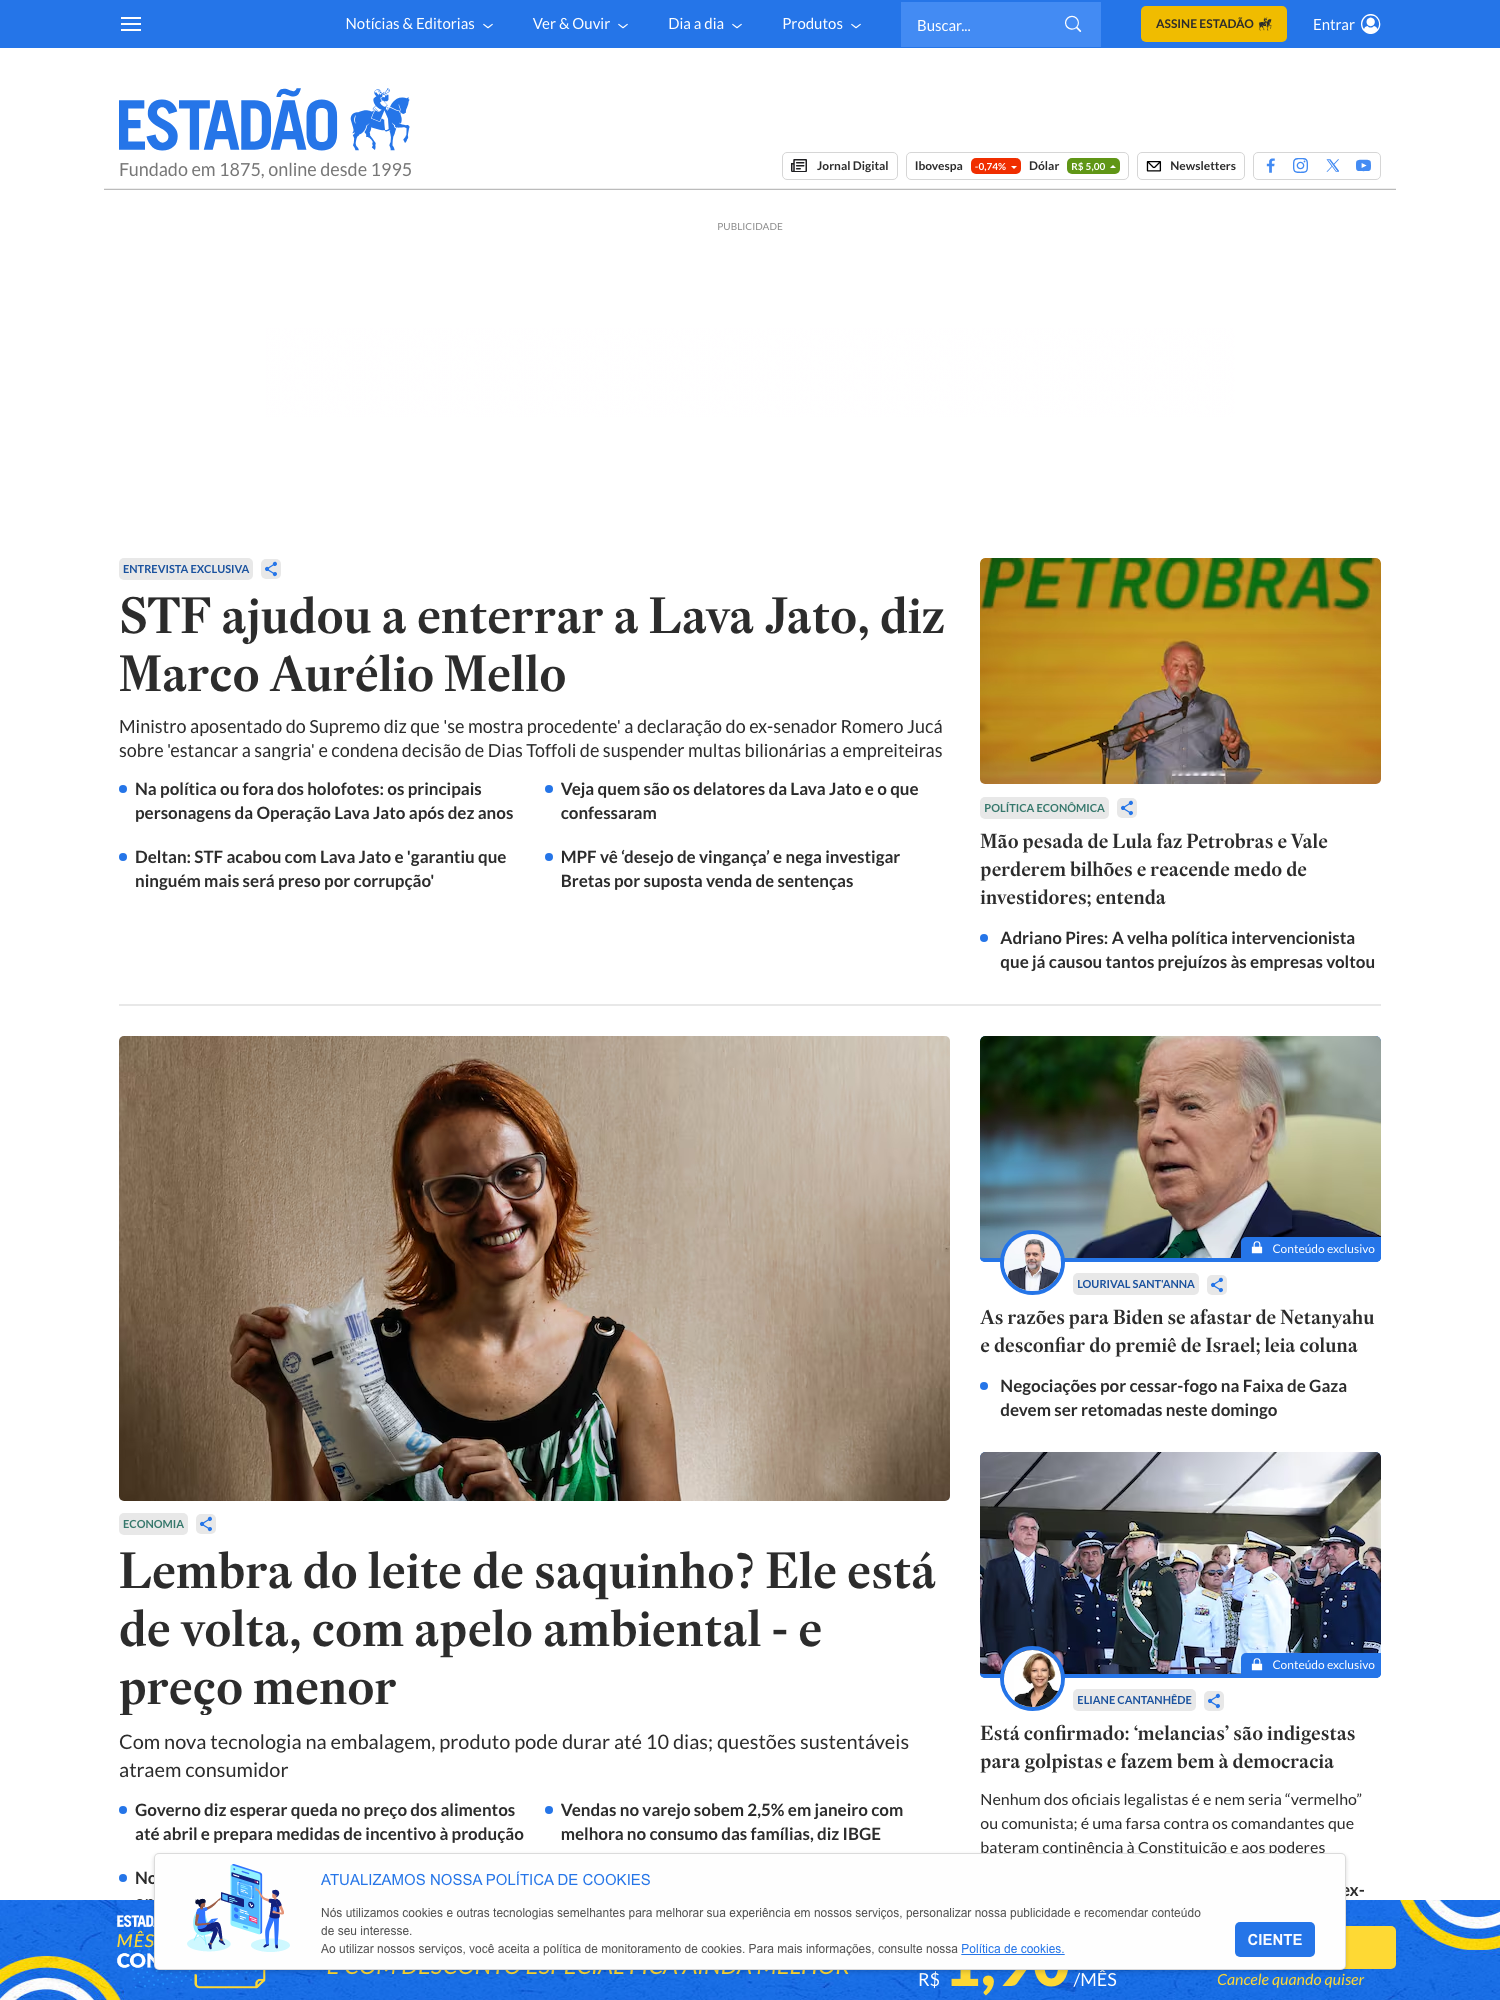 Notícias & Editorias
Ver & Ouvir
Dia a dia
Produtos
Buscar...
ASSINE ESTADÃO
Entrar
ESTADÃO
Fundado em 1875, online desde 1995
Jornal Digital
Ibovespa -0,74% Dólar R$ 5,00
Newsletters
PUBLICIDADE
ENTREVISTA EXCLUSIVA
STF ajudou a enterrar a Lava Jato, diz
Marco Aurélio Mello
Ministro aposentado do Supremo diz que 'se mostra procedente' a declaração do ex-senador Romero Jucá
sobre 'estancar a sangria' e condena decisão de Dias Toffoli de suspender multas bilionárias a empreiteiras
Na política ou fora dos holofotes: os principais
personagens da Operação Lava Jato após dez anos
Veja quem são os delatores da Lava Jato e o que
confessaram
Deltan: STF acabou com Lava Jato e 'garantiu que
ninguém mais será preso por corrupção'
MPF vê ‘desejo de vingança’ e nega investigar
Bretas por suposta venda de sentenças
PETROBRAS
POLÍTICA ECONÔMICA
Mão pesada de Lula faz Petrobras e Vale
perderem bilhões e reacende medo de
investidores; entenda
Adriano Pires: A velha política intervencionista
que já causou tantos prejuízos às empresas voltou
ECONOMIA
Lembra do leite de saquinho? Ele está
de volta, com apelo ambiental - e
preço menor
Com nova tecnologia na embalagem, produto pode durar até 10 dias; questões sustentáveis
atraem consumidor
Governo diz esperar queda no preço dos alimentos
até abril e prepara medidas de incentivo à produção
Vendas no varejo sobem 2,5% em janeiro com
melhora no consumo das famílias, diz IBGE
Conteúdo exclusivo
LOURIVAL SANT'ANNA
As razões para Biden se afastar de Netanyahu
e desconfiar do premiê de Israel; leia coluna
Negociações por cessar-fogo na Faixa de Gaza
devem ser retomadas neste domingo
Conteúdo exclusivo
ELIANE CANTANHÊDE
Está confirmado: ‘melancias’ são indigestas
para golpistas e fazem bem à democracia
Nenhum dos oficiais legalistas é e nem seria “vermelho”
ou comunista; é uma farsa contra os comandantes que
bateram continência à Constituição e aos poderes
ex-
ATUALIZAMOS NOSSA POLÍTICA DE COOKIES
Nós utilizamos cookies e outras tecnologias semelhantes para melhorar sua experiência em nossos serviços, personalizar nossa publicidade e recomendar conteúdo
de seu interesse.
Ao utilizar nossos serviços, você aceita a política de monitoramento de cookies. Para mais informações, consulte nossa Política de cookies.
CIENTE
MÊS
R$ 1,90 /MÊS
Cancele quando quiser